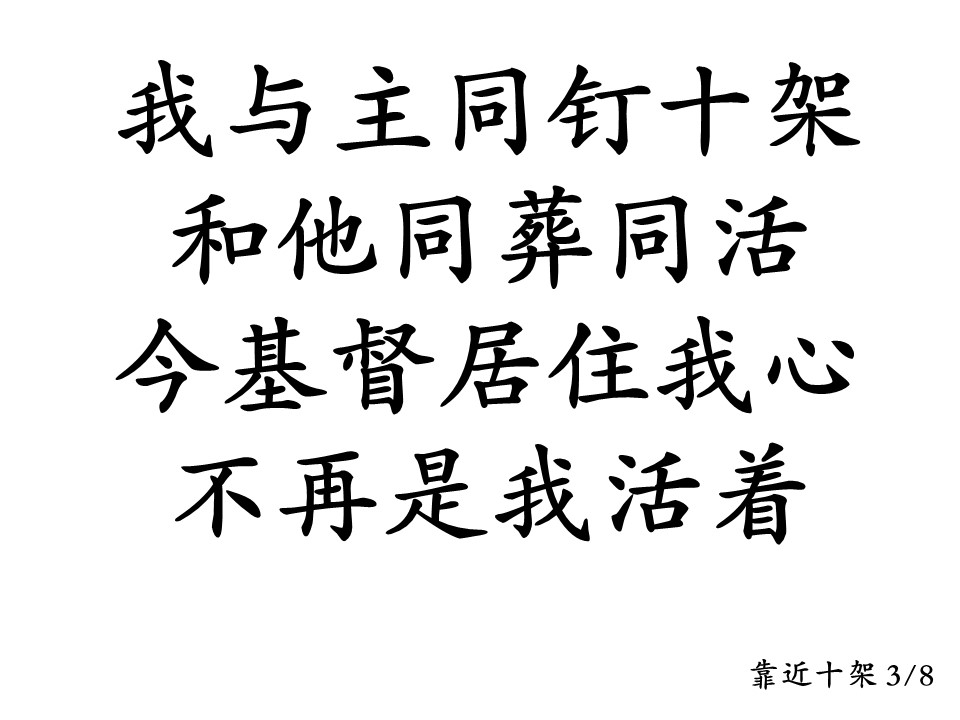 我与主同钉十架
和他同葬同活
今基督居住我心
不再是我活着
靠近十架 3/8